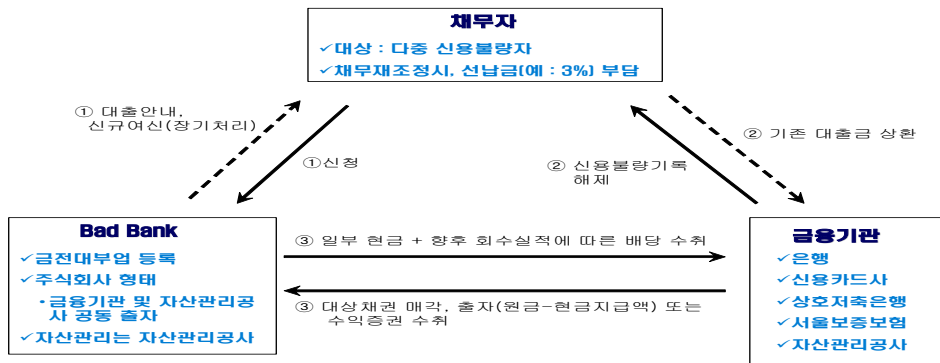 채무자
✓대상 : 다중 신용불량자
✓채무재조정시, 선납금(예 : 3%) 부담
① 대출안내,
신규여신(장기처리)
①신청
② 신용불량기록
해제
② 기존 대출금 상환
Bad Bank
✓금전대부업 등록
✓주식회사 형태
•금융기관 및 자산관리공
사 공동 출자
✓자산관리는 자산관리공사
③ 일부 현금 + 향후 회수실적에 따른 배당 수취
③ 대상채권 매각, 출자(원금-현금지급액) 또는
수익증권 수취
금융기관
✓은행
✓신용카드사
✓상호저축은행
✓서울보증보험
✓자산관리공사